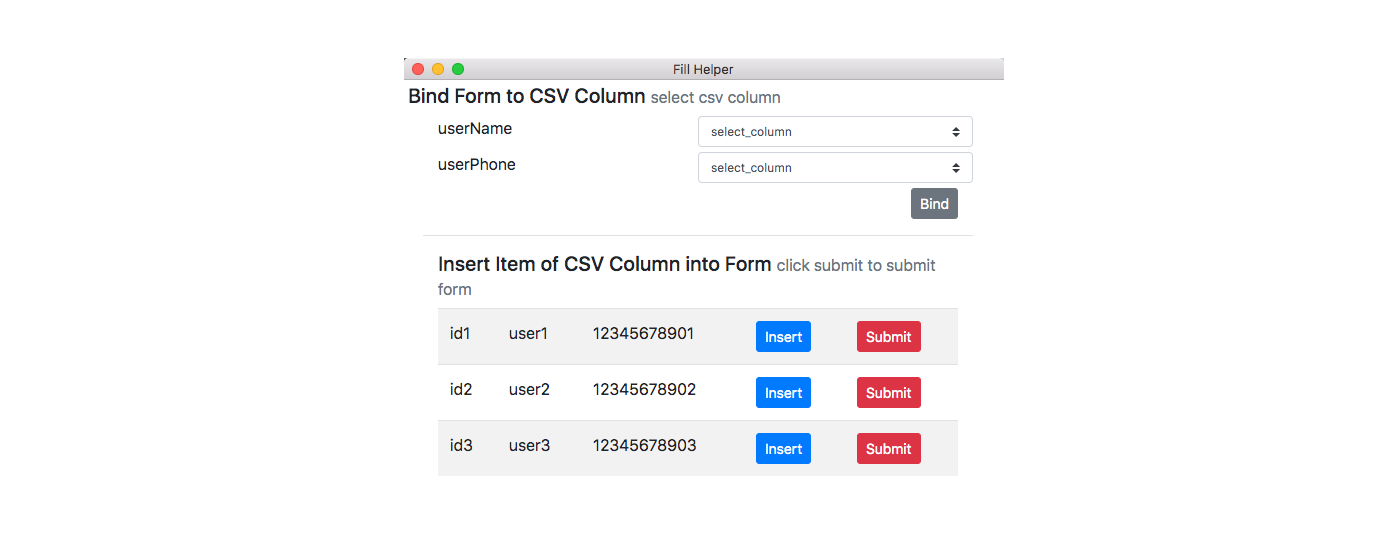 Fill Helper
Bind Form to CSV Column select csv column
userName select_column
userPhone select_column
Bind
Insert Item of CSV Column into Form click submit to submit
form
id1 user1 12345678901 Insert Submit
id2 user2 12345678902 Insert Submit
id3 user3 12345678903 Insert Submit